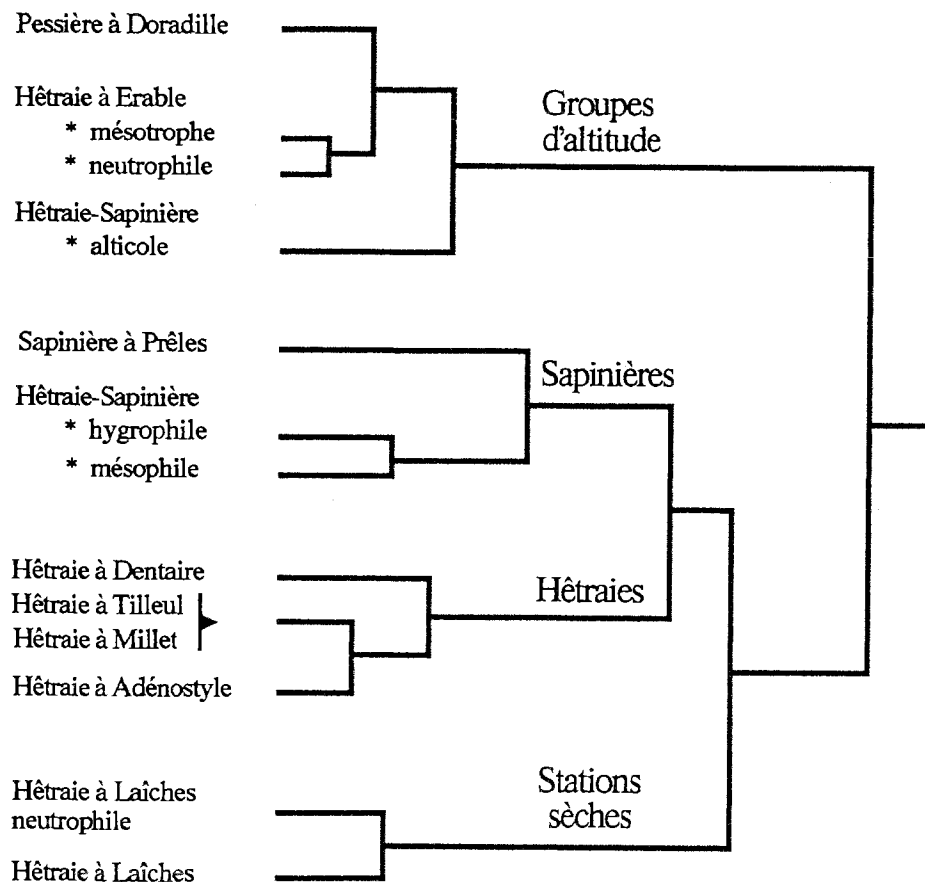 Pessière à Doradille
Hêtraie à Erable
* mésotrophe
* neutrophile
Hêtraie-Sapinière
* alticole
Groupes
d'altitude
Sapinière à Prêles
Hêtraie-Sapinière
* hygrophile
* mésophile
Sapinières
Hêtraie à Dentaire
Hêtraie à Tilleul
Hêtraie à Millet
Hêtraie à Adénostyle
Hêtraies
Hêtraie à Laîches
neutrophile
Hêtraie à Laîches
Stations
sèches